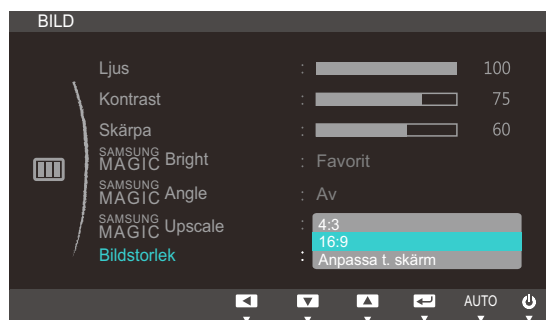 BILD
Ljus : 100
Kontrast : 75
Skärpa : 60
SAMSUNG MAGIC Bright : Favorit
SAMSUNG MAGIC Angle : Av
SAMSUNG MAGIC Upscale : 4:3
16:9
Bildstorlek : Anpassa t. skärm
AUTO